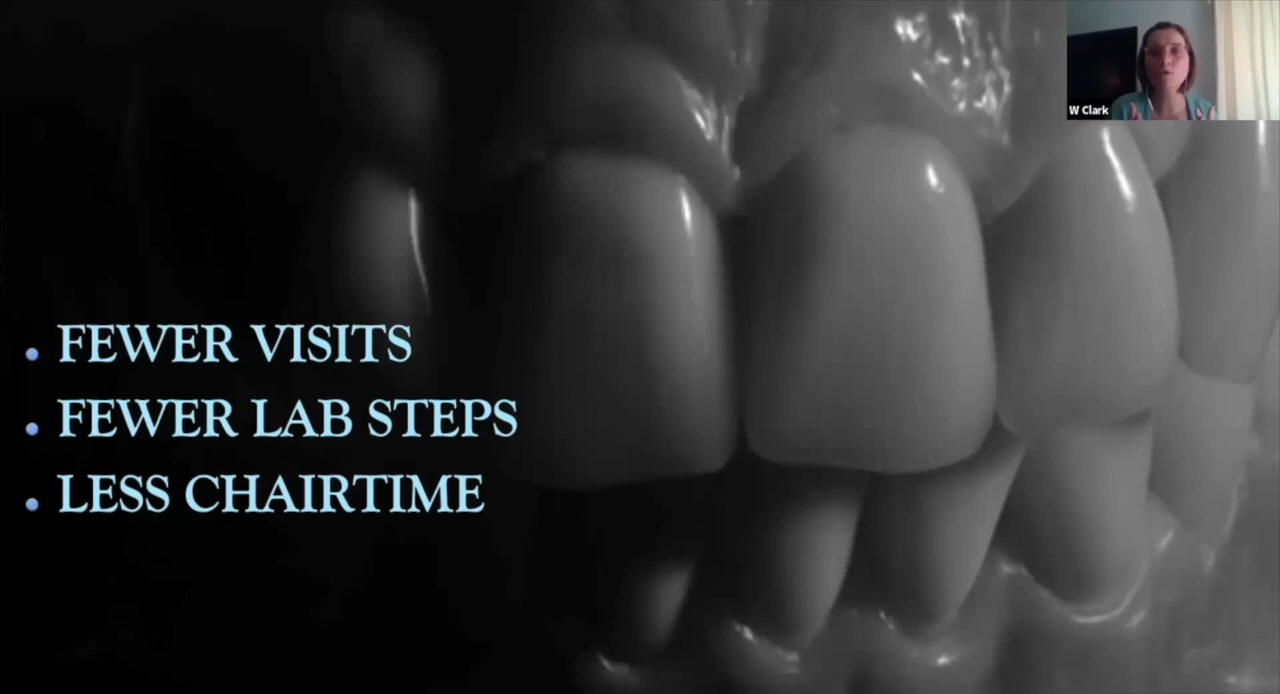 W Clark
FEWER VISITS
FEWER LAB STEPS
LESS CHAIRTIME